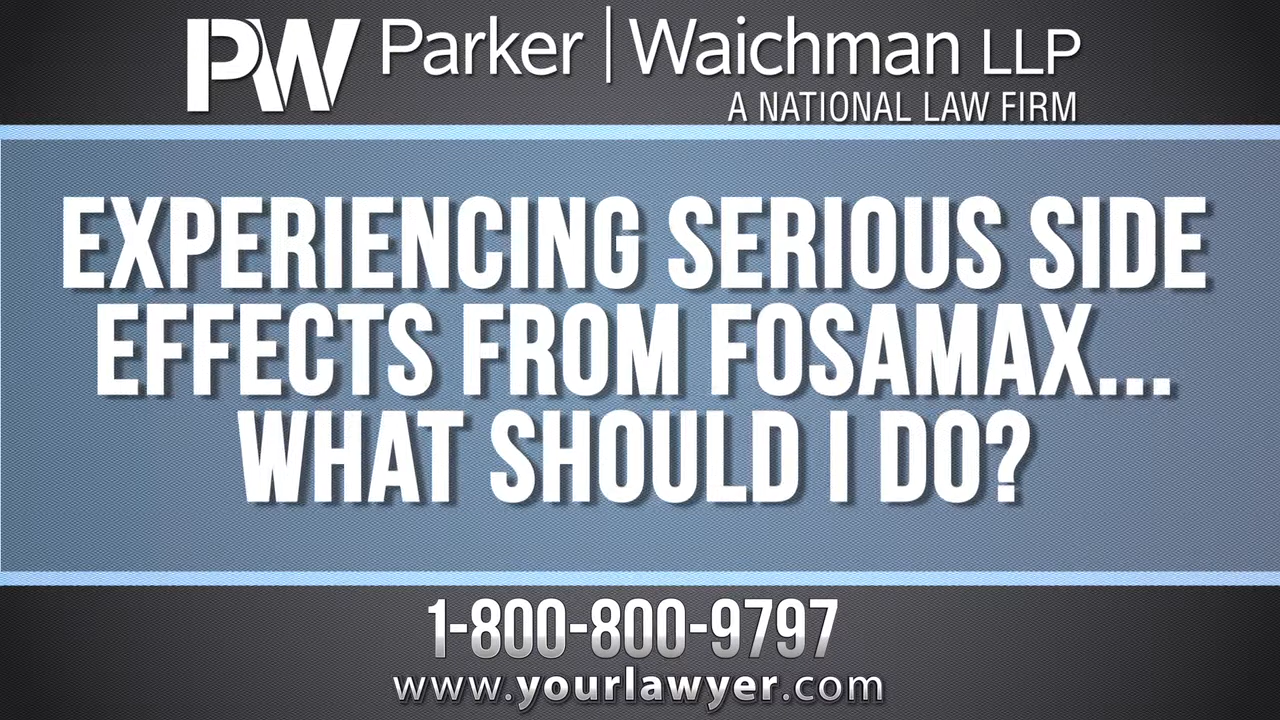 PW Parker | Waichman LLP
A NATIONAL LAW FIRM
EXPERIENCING SERIOUS SIDE
EFFECTS FROM FOSAMAX...
WHAT SHOULD I DO?
1-800-800-9797
www.yourlawyer.com